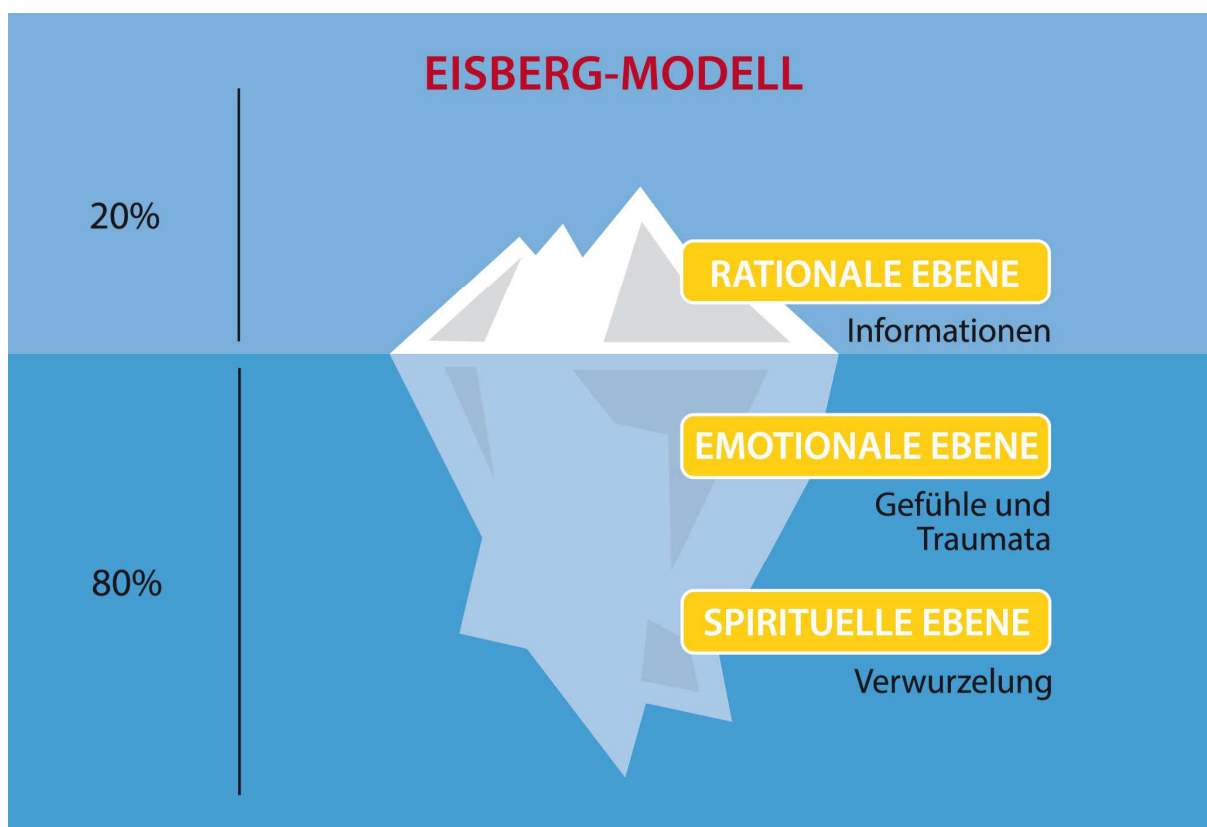 EISBERG-MODELL
20%
RATIONALE EBENE
Informationen
EMOTIONALE EBENE
Gefühle und
Traumata
80%
SPIRITUELLE EBENE
Verwurzelung